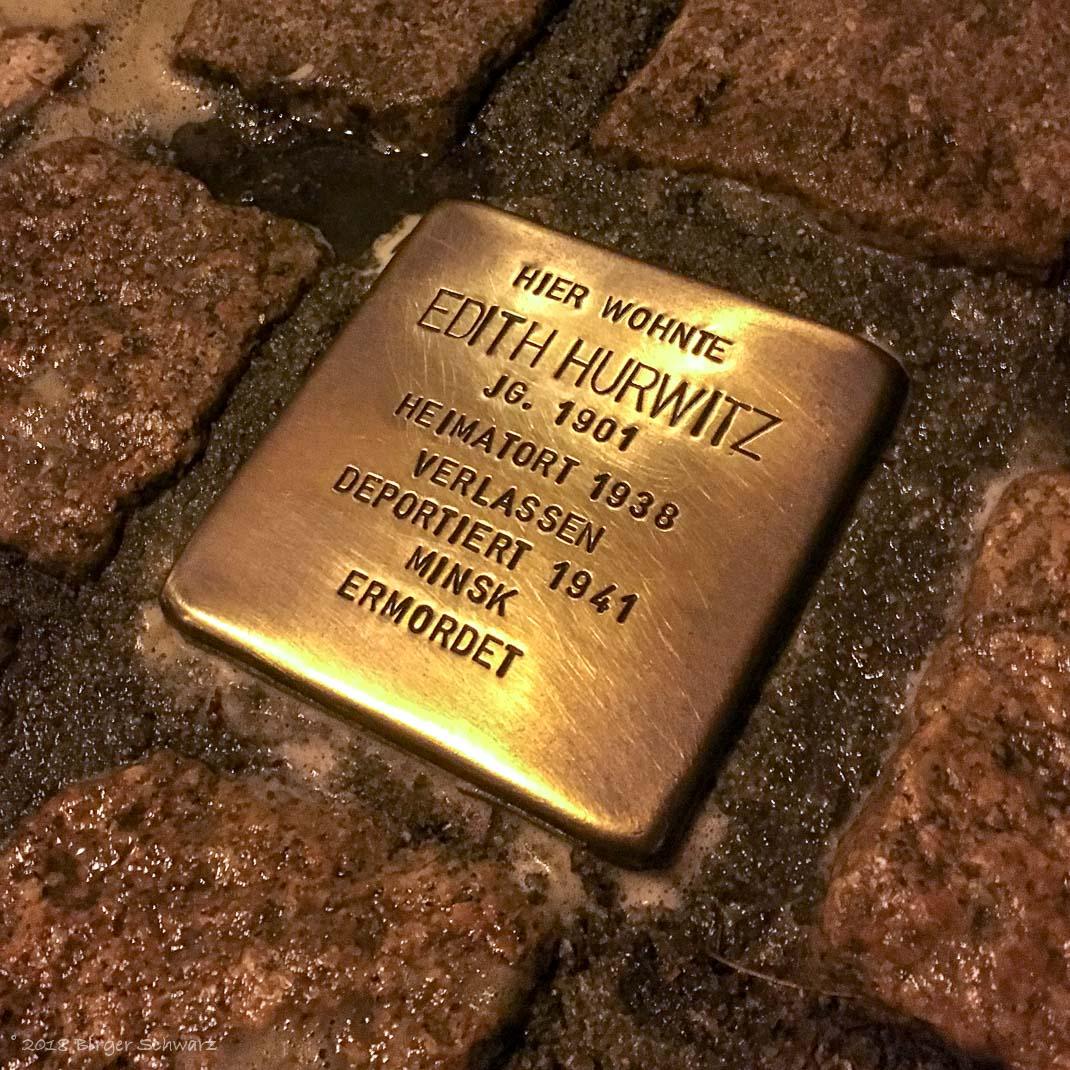 HIER WOHNTE
EDITH HURWITZ
JG. 1901
HEIMATORT 1938
VERLASSEN
DEPORTIERT 1941
MINSK
ERMORDET
° 2018 Birger Schwarz